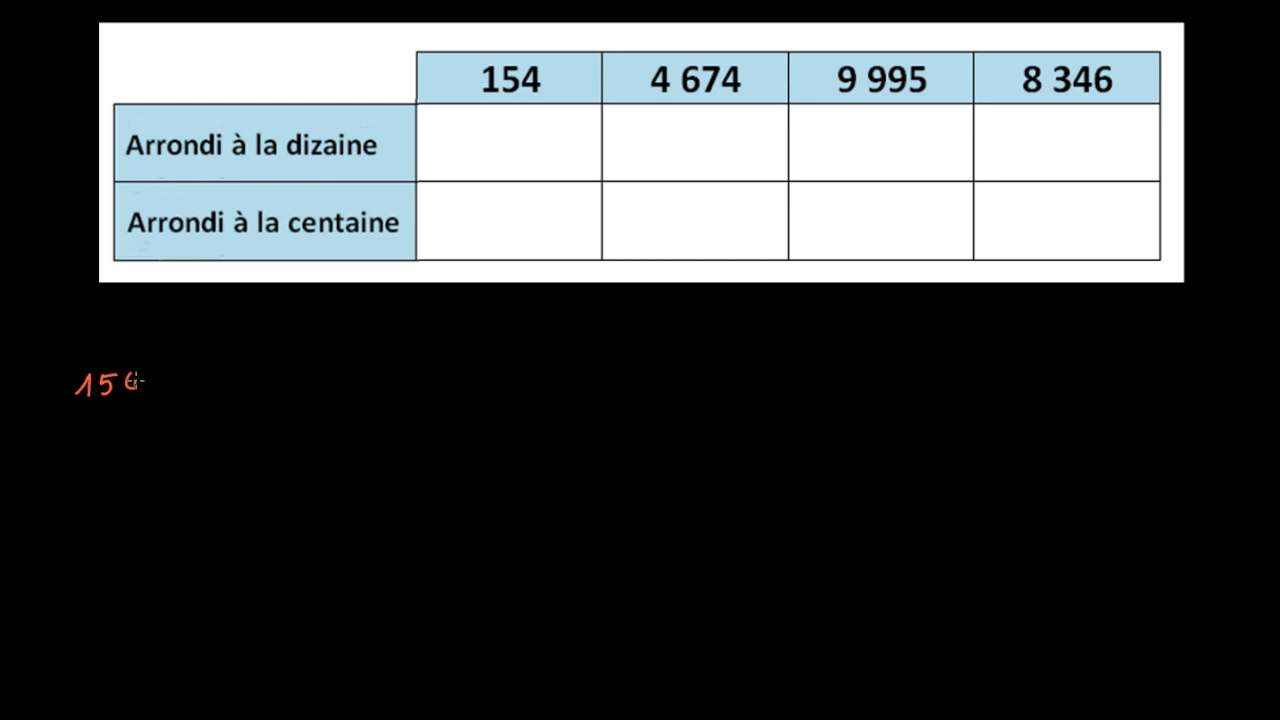 154 4 674 9 995 8 346
Arrondi à la dizaine
Arrondi à la centaine
15